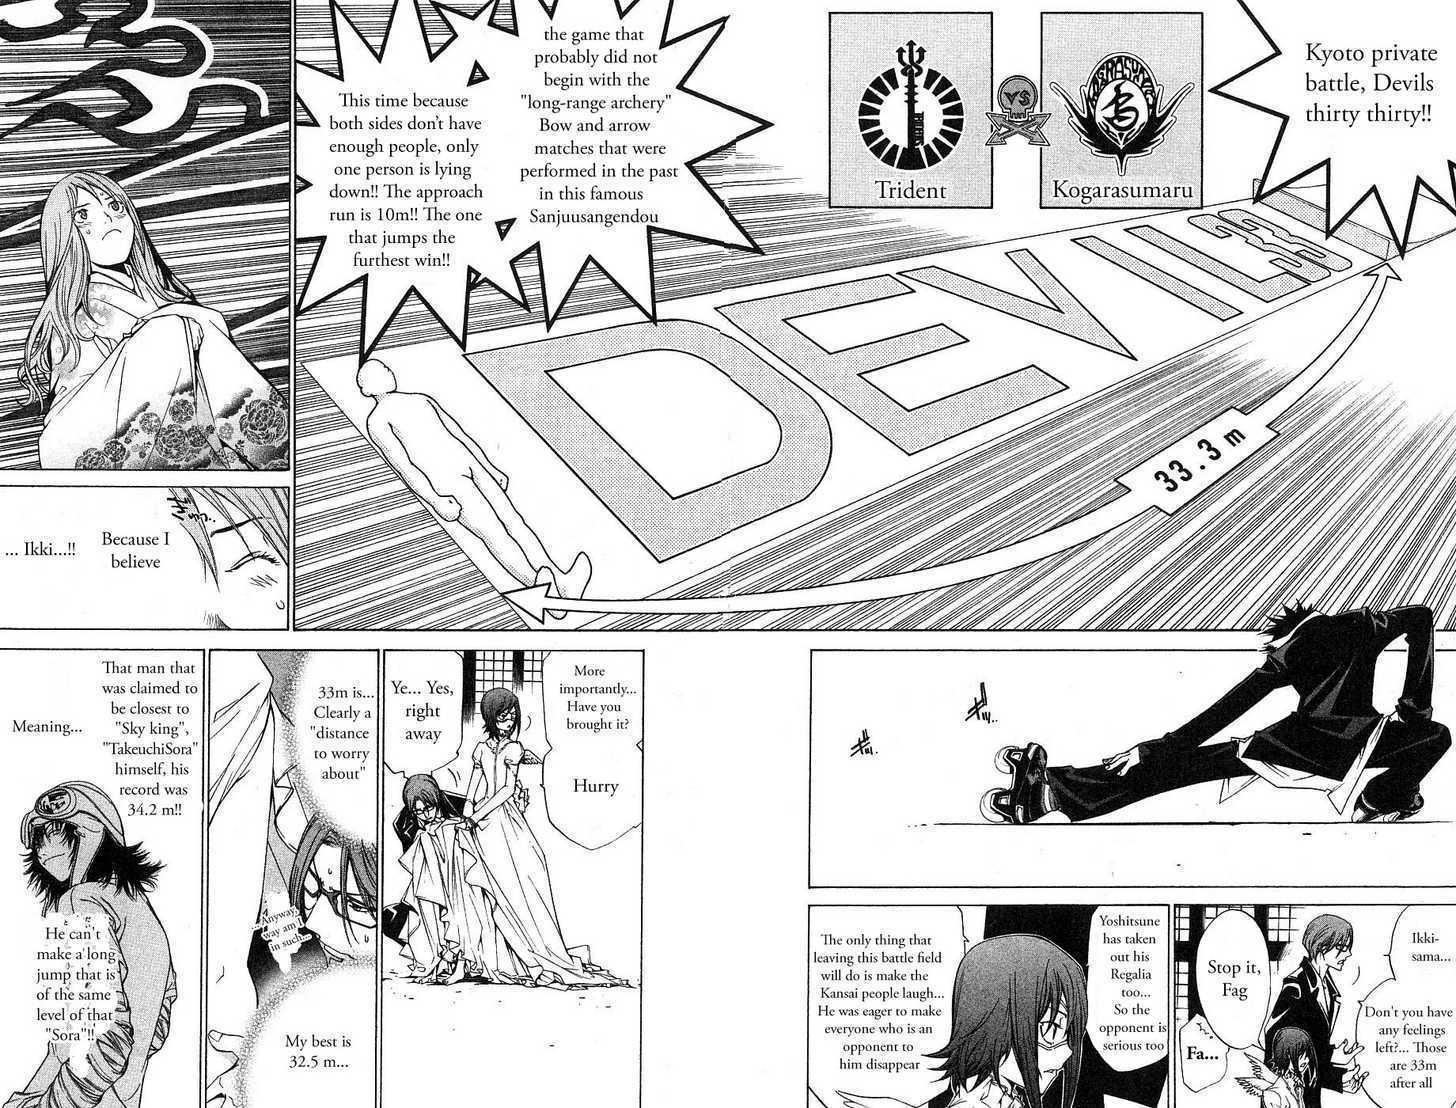 Kyoto private
battle, Devils
thirty thirty!!
Trident
VS
Kogarasumaru
KOGARASUMARU
DEVIL 33
33.3 m
the game that
probably did not
begin with the
"long-range archery"
Bow and arrow
matches that were
performed in the past
in this famous
Sanjuusangendou
This time because
both sides don't have
enough people, only
one person is lying
down!! The approach
run is 10m!! The one
that jumps the
furthest win!!
Because I
believe
... Ikki...!!
Ikki-
sama...
Don't you have
any feelings
left?... Those
are 33m
after all
Stop it,
Fag
Fa...
Yoshitsune
has taken
out his
Regalia
too...
So the
opponent is
serious too
The only thing that
leaving this battle field
will do is make the
Kansai people laugh...
He was eager to make
everyone who is an
opponent to
him disappear
More
importantly...
Have you
brought it?
Hurry
Ye... Yes,
right
away
33m is...
Clearly a
"distance
to worry
about"
...Anyway,
way am I
in such...
My best is
32.5 m...
That man that
was claimed to
be closest to
"Sky king",
"TakeuchiSora"
himself, his
record was
34.2 m!!
Meaning...
He can't
make a long
jump that is
of the same
level of that
"Sora"!!